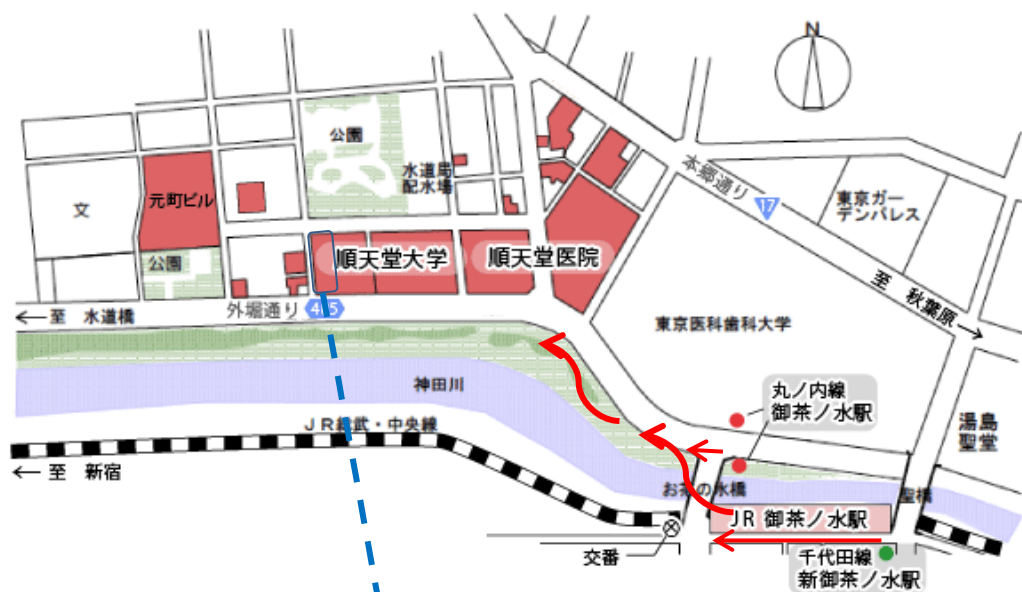 N
公園
水道局
配水場
本郷通り
17
東京ガー
デンパレス
元町ビル
文
順天堂大学
順天堂医院
公園
外堀通り
405
至 秋葉原
← 至 水道橋
東京医科歯科大学
神田川
丸ノ内線
御茶ノ水駅
湯島
聖堂
JR総武・中央線
← 至 新宿
お茶の水橋
聖橋
JR 御茶ノ水駅
交番
千代田線
新御茶ノ水駅